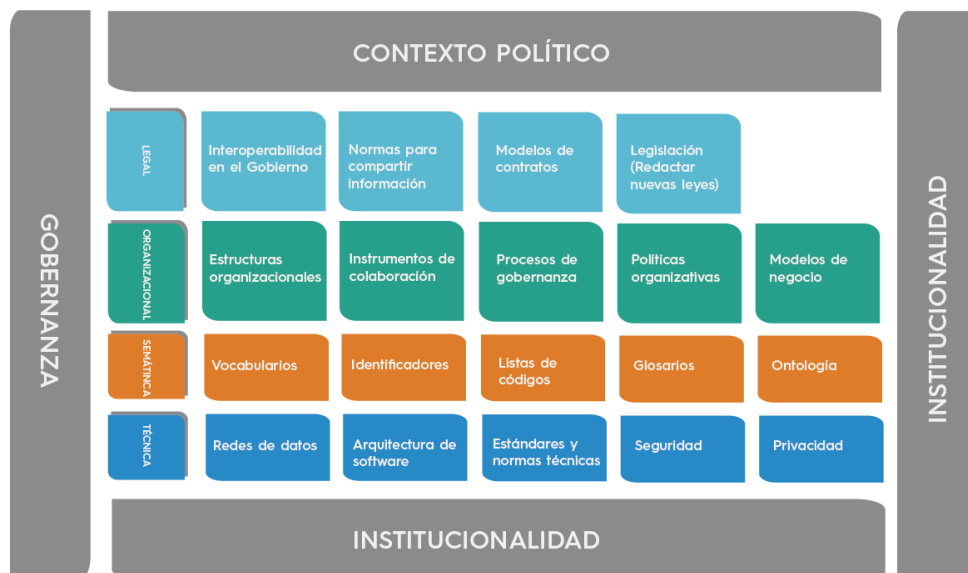 CONTEXTO POLÍTICO
GOBERNANZA
INSTITUCIONALIDAD
LEGAL
Interoperabilidad
en el Gobierno
Normas para
compartir
información
Modelos de
contratos
Legislación
(Redactar
nuevas leyes)
ORGANIZACIONAL
Estructuras
organizacionales
Instrumentos de
colaboración
Procesos de
gobernanza
Políticas
organizativas
Modelos de
negocio
SEMÁTINCA
Vocabularios
Identificadores
Listas de
códigos
Glosarios
Ontología
TÉCNICA
Redes de datos
Arquitectura de
software
Estándares y
normas técnicas
Seguridad
Privacidad
INSTITUCIONALIDAD